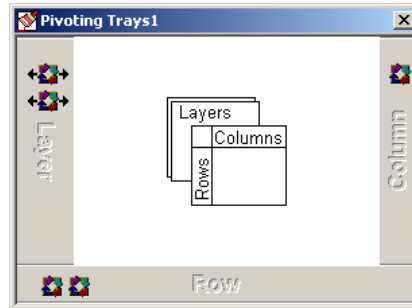 Pivoting Trays1
Layer
Layers
Columns
Rows
Column
Row